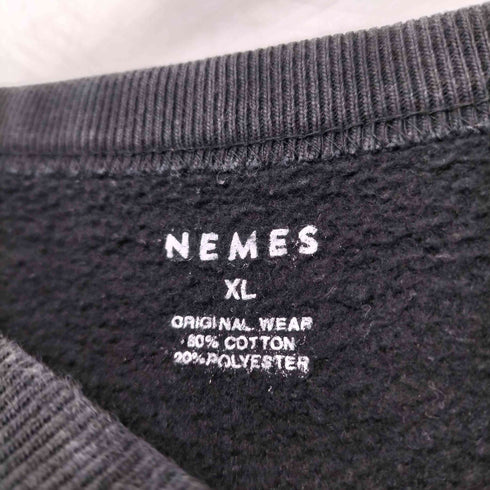 NEMES
XL
ORIGINAL WEAR
80% COTTON
20% POLYESTER